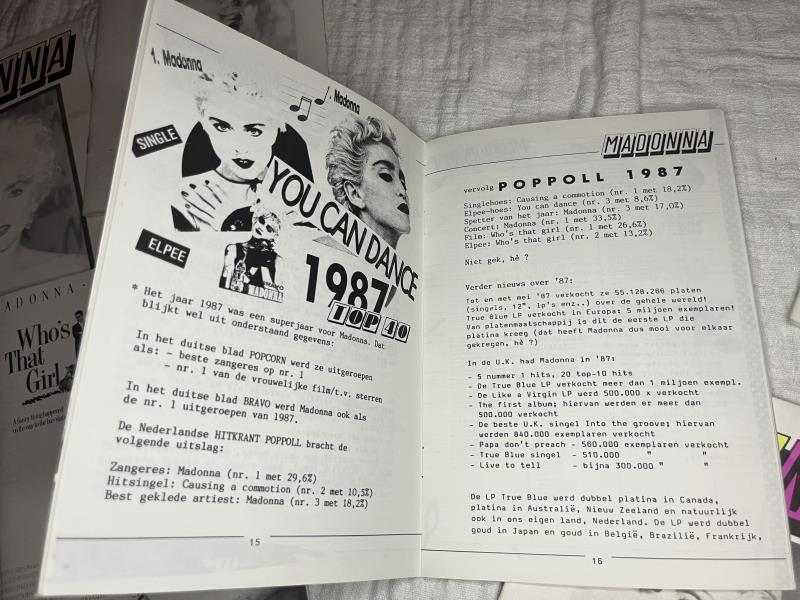 NNA
MADONNA
Who's
That
Girl
A funny thing happened
on the way to the bus station
1. Madonna
1. Madonna
SINGLE
ELPEE
YOU CAN DANCE
1987
TOP 40
* Het jaar 1987 was een superjaar voor Madonna. Dat
blijkt wel uit onderstaand gegevens:
In het duitse blad POPCORN werd ze uitgeroepen
als: - beste zangeres op nr. 1
- nr. 1 van de vrouwelijke film/t.v. sterren
In het duitse blad BRAVO werd Madonna ook als
de nr. 1 uitgeroepen van 1987.
De Nederlandse HITKRANT POPPOLL bracht de
volgende uitslag:
Zangeres: Madonna (nr. 1 met 29,6%)
Hitsingel: Causing a commotion (nr. 2 met 10,5%)
Best geklede artiest: Madonna (nr. 3 met 18,2%)
15
MADONNA
vervolg POPPOLL 1987
Singlehoes: Causing a commotion (nr. 1 met 18,2%)
Elpee-hoes: You can dance (nr. 3 met 8,6%)
Spetter van het jaar: Madonna (nr. 3 met 17,0%)
Concert: Madonna (nr. 1 met 33,5%)
Film: Who's that girl (nr. 1 met 26,6%)
Elpee: Who's that girl (nr. 2 met 13,2%)
Niet gek, hè ?
Verder nieuws over '87:
Tot en met mei '87 verkocht ze 55.128.266 platen
(singels, 12", lp's enz..) over de gehele wereld!
True Blue LP verkocht in Europa: 5 miljoen exemplaren!
Van platenmaatschappij is dit de eerste LP die
platina kreeg (dat heeft Madonna dus mooi voor elkaar
gekregen, hè ?)
In de U.K. had Madonna in '87:
- 5 nummer 1 hits, 20 top-10 hits
- De True Blue LP verkocht meer dan 1 miljoen exempl.
- De Like a Virgin LP werd 500.000 x verkocht
- The first album; hiervan werden er meer dan
500.000 verkocht
- De beste U.K. singel Into the groove; hiervan
werden 840.000 exemplaren verkocht
- Papa don't preach - 560.000 exemplaren verkocht
- True Blue singel - 510.000 " "
- Live to tell - bijna 300.000 " "
De LP True Blue werd dubbel platina in Canada,
platina in Australië, Nieuw Zeeland en natuurlijk
ook in ons eigen land, Nederland. De LP werd dubbel
goud in Japan en goud in België, Brazilië, Frankrijk,
16